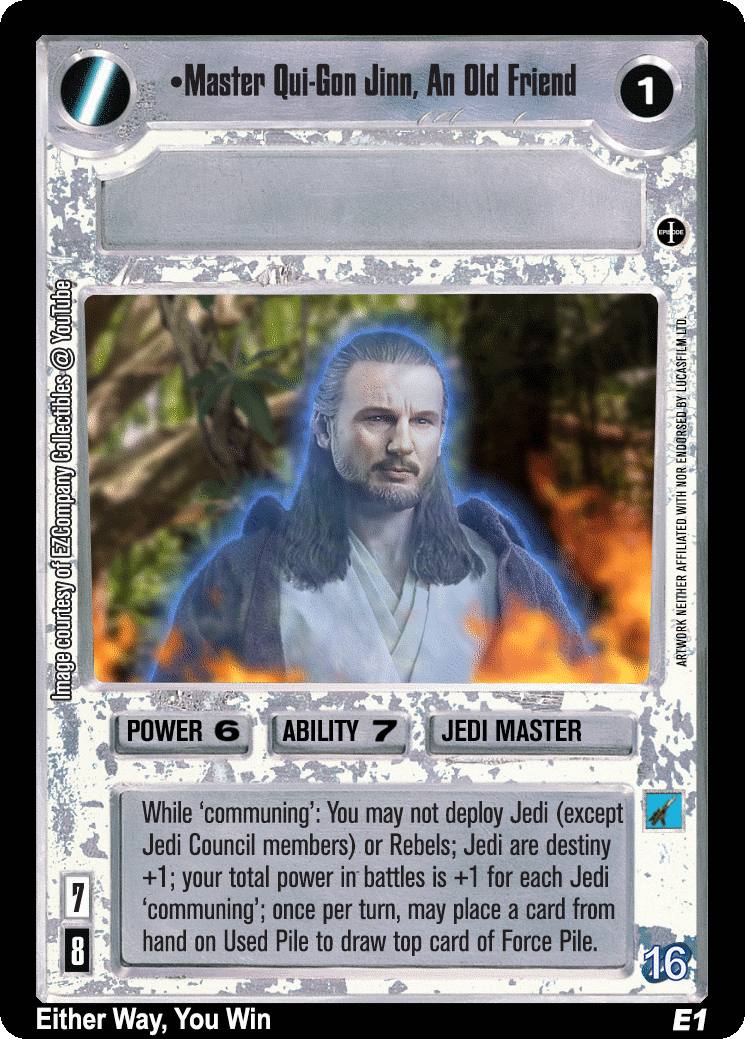 •Master Qui-Gon Jinn, An Old Friend
1
EPISODE
I
Image courtesy of EZCompany Collectibles @ YouTube
ARTWORK NEITHER AFFILIATED WITH NOR ENDORSED BY LUCASFILM LTD.
POWER 6 ABILITY 7 JEDI MASTER
While ‘communing’: You may not deploy Jedi (except
Jedi Council members) or Rebels; Jedi are destiny
+1; your total power in battles is +1 for each Jedi
‘communing’; once per turn, may place a card from
hand on Used Pile to draw top card of Force Pile.
7
8
16
Either Way, You Win E1